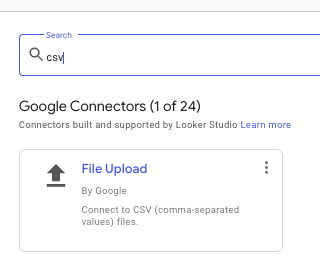 Search
csv
Google Connectors (1 of 24)
Connectors built and supported by Looker Studio Learn more
File Upload
By Google
Connect to CSV (comma-separated
values) files.